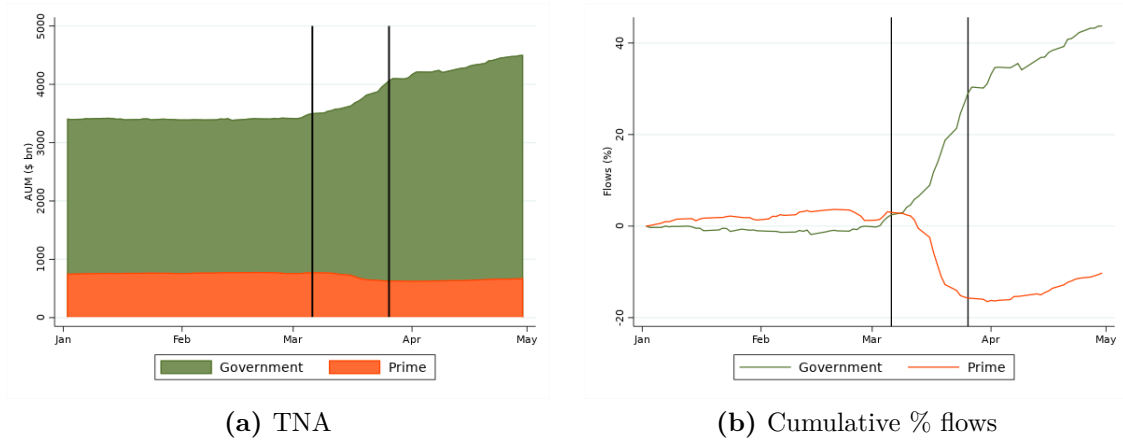 AUM ($ bn)
5000
4000
3000
2000
1000
0
Jan
Feb
Mar
Apr
May
Government
Prime
(a) TNA
Flows (%)
40
20
0
-20
Jan
Feb
Mar
Apr
May
Government
Prime
(b) Cumulative % flows